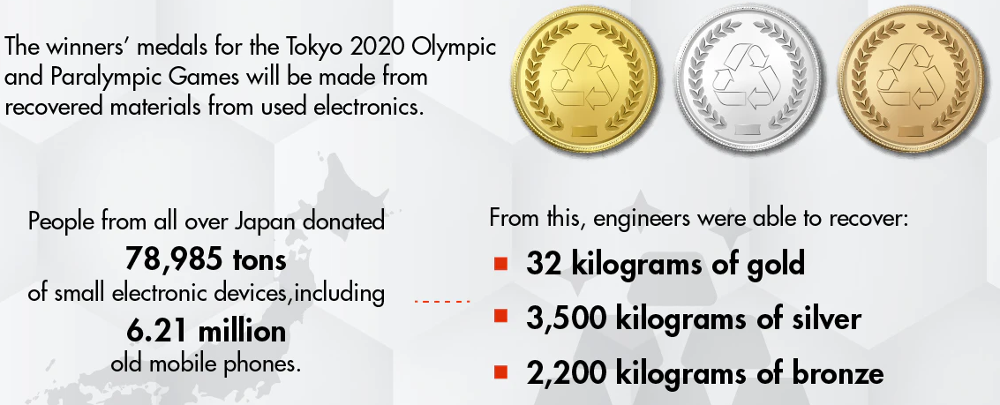 The winners’ medals for the Tokyo 2020 Olympic
and Paralympic Games will be made from
recovered materials from used electronics.
People from all over Japan donated
78,985 tons
of small electronic devices,including
6.21 million
old mobile phones.
From this, engineers were able to recover:
32 kilograms of gold
3,500 kilograms of silver
2,200 kilograms of bronze